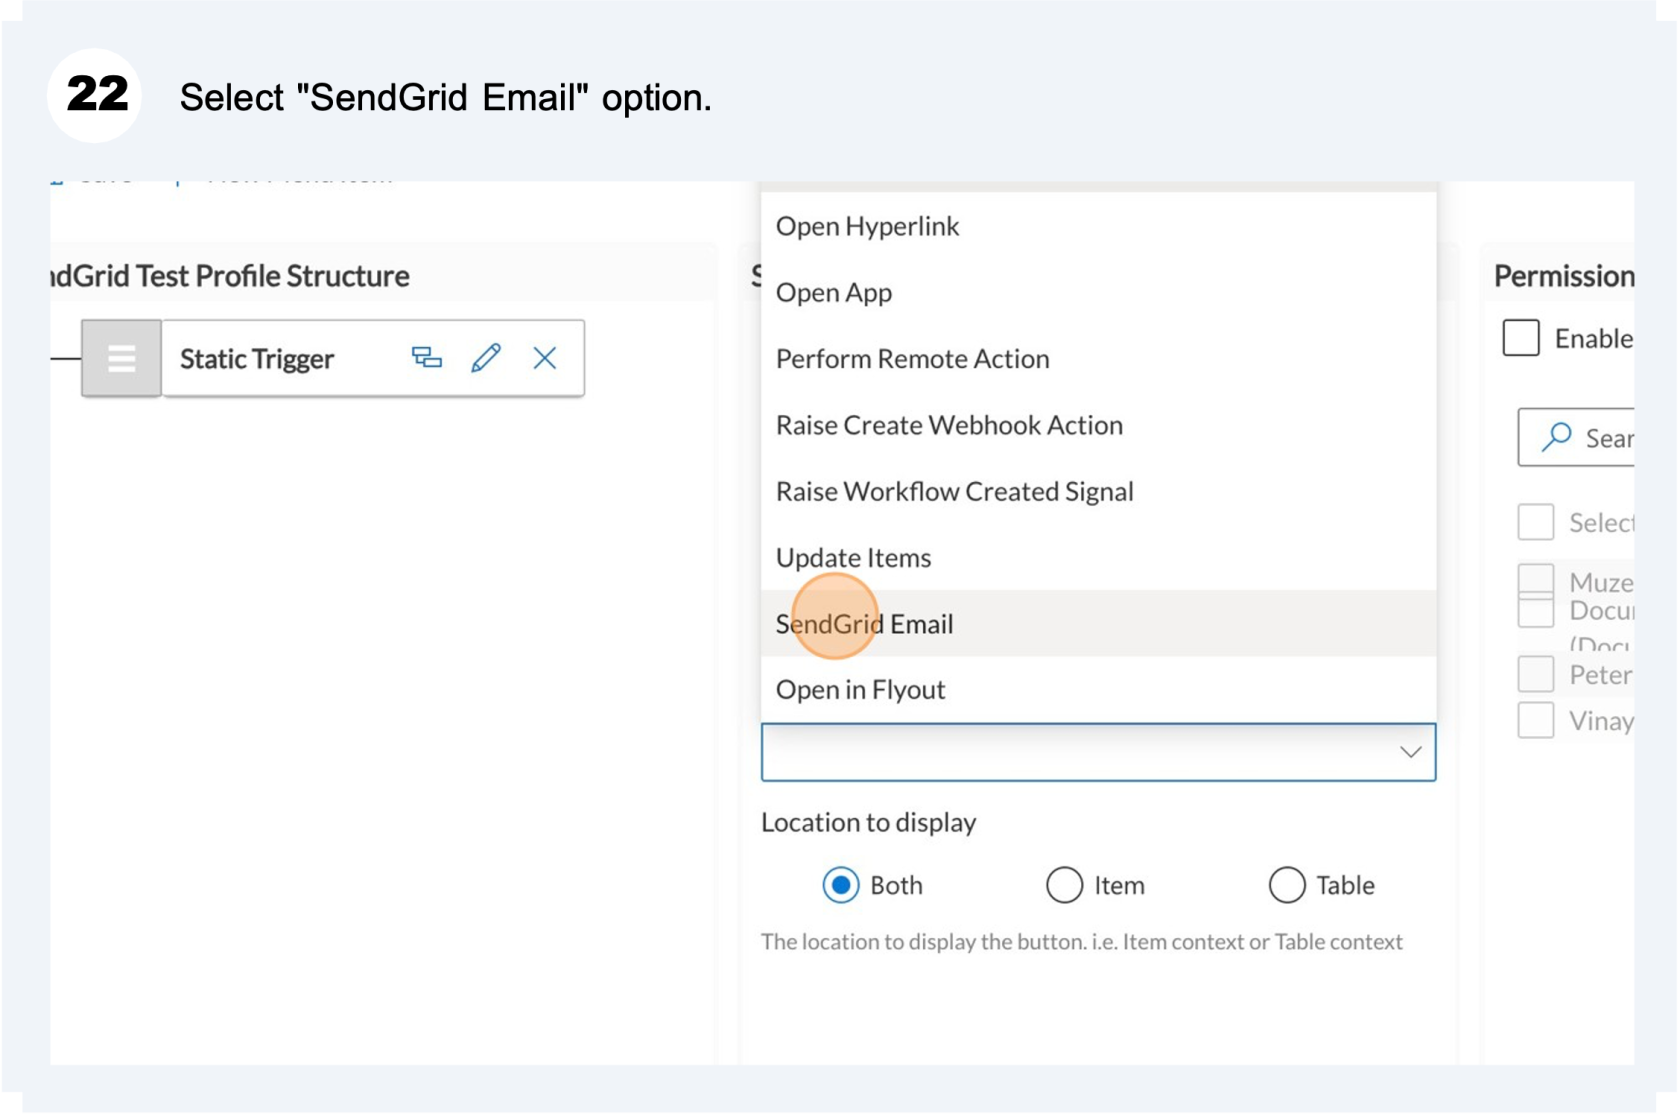 22
Select "SendGrid Email" option.
ndGrid Test Profile Structure
Static Trigger
Open Hyperlink
Open App
Perform Remote Action
Raise Create Webhook Action
Raise Workflow Created Signal
Update Items
SendGrid Email
Open in Flyout
Location to display
Both
Item
Table
The location to display the button. i.e. Item context or Table context
Permission
Enable
Sear
Select
Muze
Docu
(Docu
Peter
Vinay